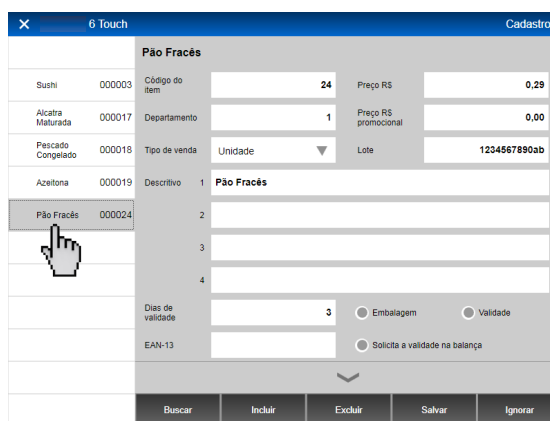 ✕ 6 Touch Cadastro
Pão Fracês
Sushi 000003
Alcatra Maturada 000017
Pescado Congelado 000018
Azeitona 000019
Pão Fracês 000024
Código do item 24 Preço R$ 0,29
Departamento 1 Preço R$ promocional 0,00
Tipo de venda Unidade Lote 1234567890ab
Descritivo 1 Pão Fracês
2
3
4
Dias de validade 3 Embalagem Validade
EAN-13 Solicita a validade na balança
Buscar Incluir Excluir Salvar Ignorar